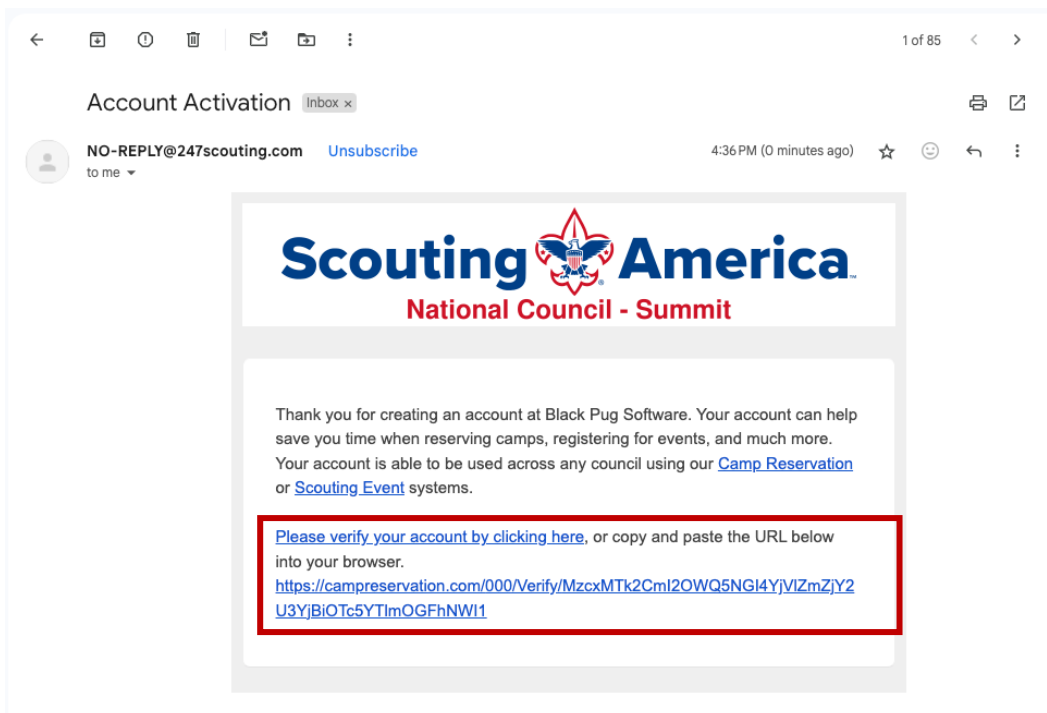 1 of 85
Account Activation Inbox ×
NO-REPLY@247scouting.com Unsubscribe 4:36 PM (0 minutes ago)
to me
Scouting America™
National Council - Summit
Thank you for creating an account at Black Pug Software. Your account can help
save you time when reserving camps, registering for events, and much more.
Your account is able to be used across any council using our Camp Reservation
or Scouting Event systems.
Please verify your account by clicking here, or copy and paste the URL below
into your browser.
https://campreservation.com/000/Verify/MzcxMTk2CmI2OWQ5NGI4YjVlZmZjY2
U3YjBiOTc5YTlmOGFhNWI1